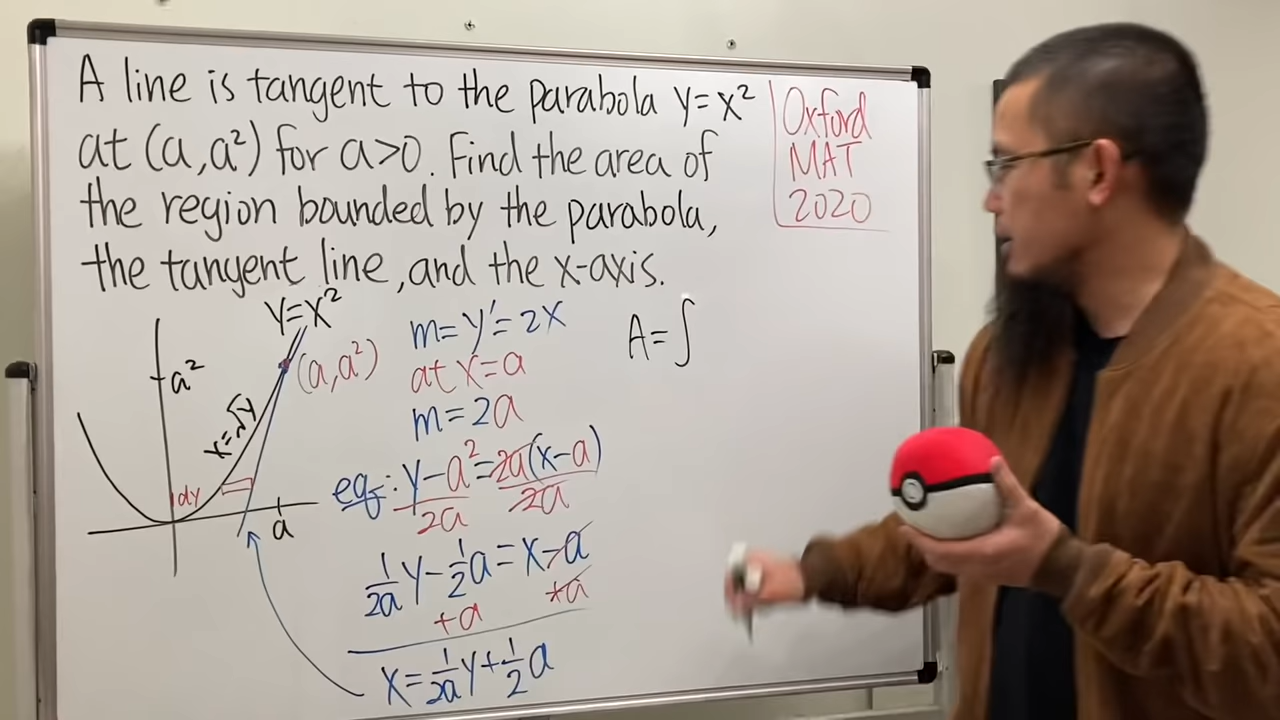 A line is tangent to the parabola y=x²
at (a,a²) for a>0. Find the area of
the region bounded by the parabola,
the tangent line, and the x-axis.
Oxford
MAT
2020
y=x²
(a,a²)
a²
x=√y
dy
a
m=y'=2x
at x=a
m=2a
eq: y-a²/2a=2a(x-a)/2a
1/2a y-1/2 a=x-a
+a +a
x=1/2a y+1/2 a
A=∫